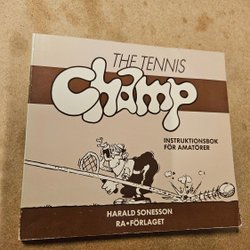 THE TENNIS
Champ
INSTRUKTIONSBOK
FÖR AMATÖRER
HARALD SONESSON
RA•FÖRLAGET